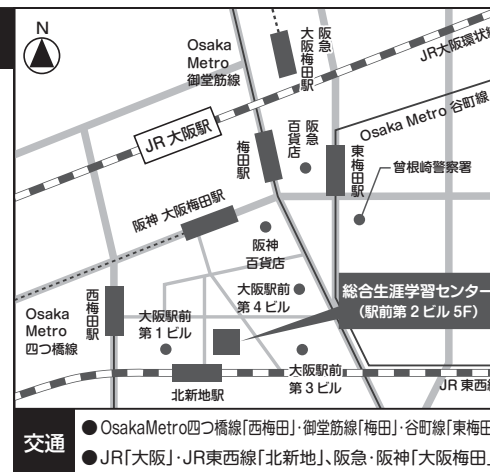 N
Osaka
Metro
御堂筋線
阪急
大阪梅田駅
JR大阪環状線
JR 大阪駅
梅田駅
阪急
百貨店
東梅田駅
Osaka Metro 谷町線
曾根崎警察署
阪神 大阪梅田駅
阪神
百貨店
西梅田駅
大阪駅前
第4ビル
総合生涯学習センター
(駅前第2ビル 5F)
Osaka
Metro
四つ橋線
大阪駅前
第1ビル
大阪駅前
第3ビル
北新地駅
JR 東西線
交通
●OsakaMetro四つ橋線「西梅田」・御堂筋線「梅田」・谷町線「東梅田
●JR「大阪」・JR東西線「北新地」、阪急・阪神「大阪梅田」